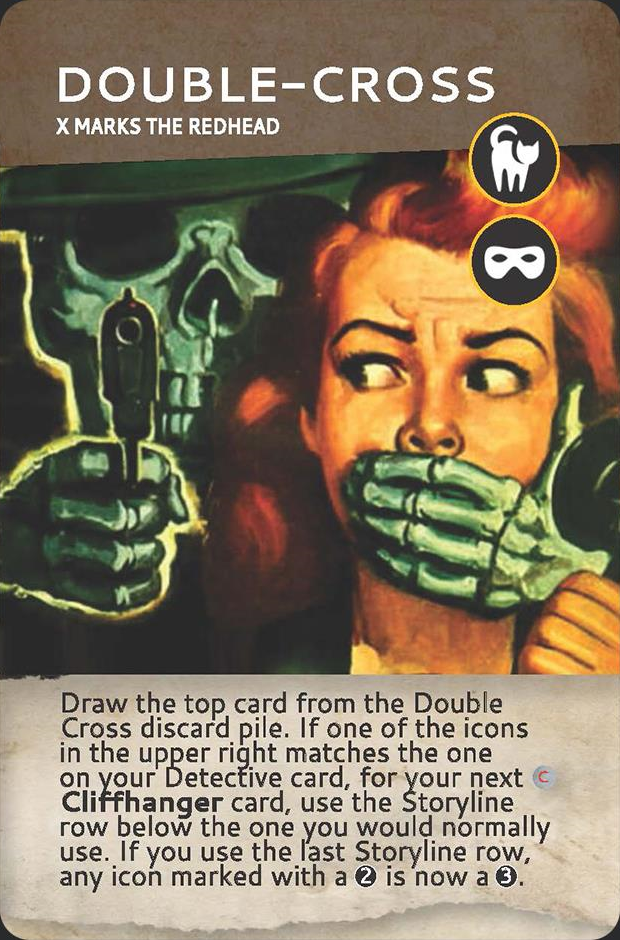 DOUBLE-CROSS
X MARKS THE REDHEAD
Draw the top card from the Double
Cross discard pile. If one of the icons
in the upper right matches the one
on your Detective card, for your next C
Cliffhanger card, use the Storyline
row below the one you would normally
use. If you use the last Storyline row,
any icon marked with a 2 is now a 3.